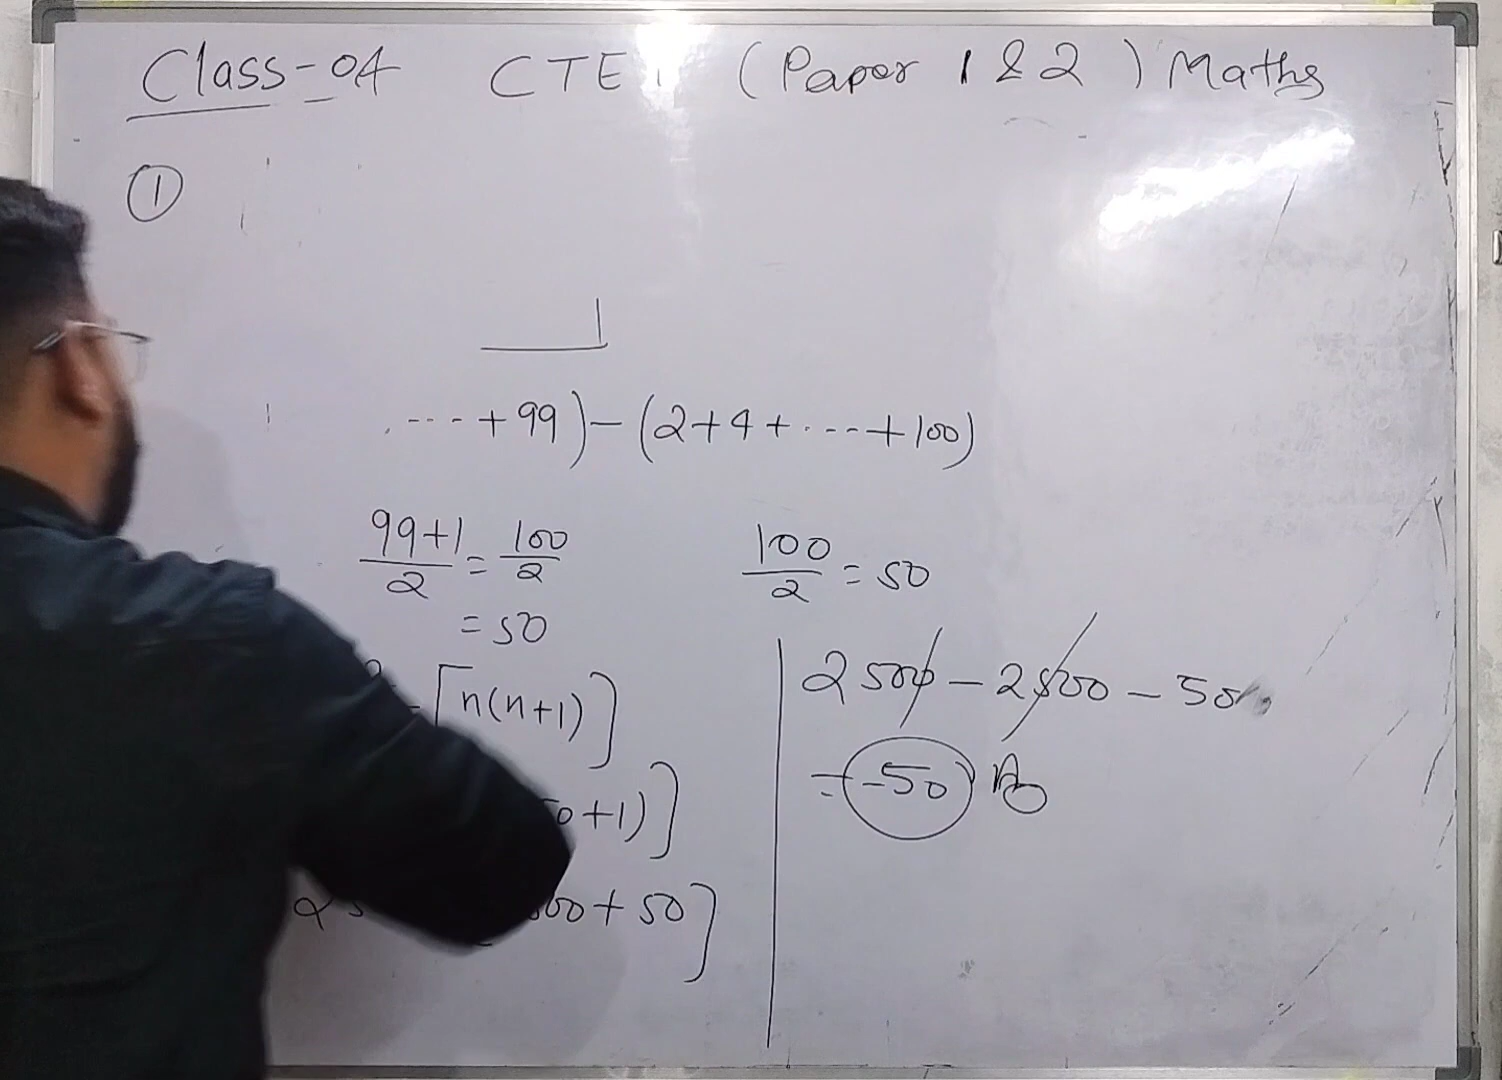 Class-04 CTE (Paper 1 & 2) Maths
①
----+99)-(2+4+----+100)
99+1/2 = 100/2
= 50
100/2 = 50
[n(n+1)]
0+1)]
00+50]
2500 - 2500 - 50
= -50